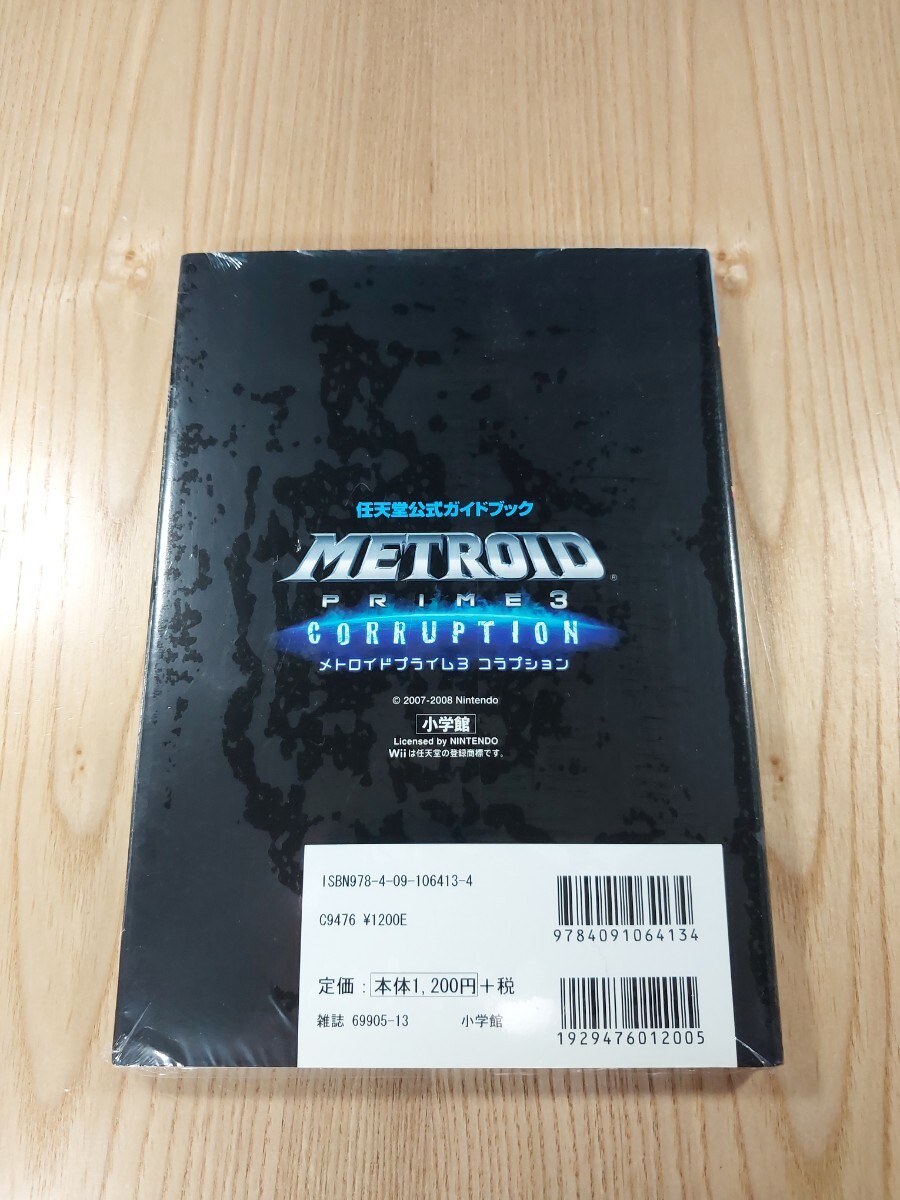 任天堂公式ガイドブック
METROID®
PRIME 3
CORRUPTION
メトロイドプライム3 コラプション
© 2007-2008 Nintendo
小学館
Licensed by NINTENDO
Wiiは任天堂の登録商標です。
ISBN978-4-09-106413-4
C9476 ¥1200E
9784091064134
定価：本体1,200円+税
雑誌 69905-13 小学館
1929476012005